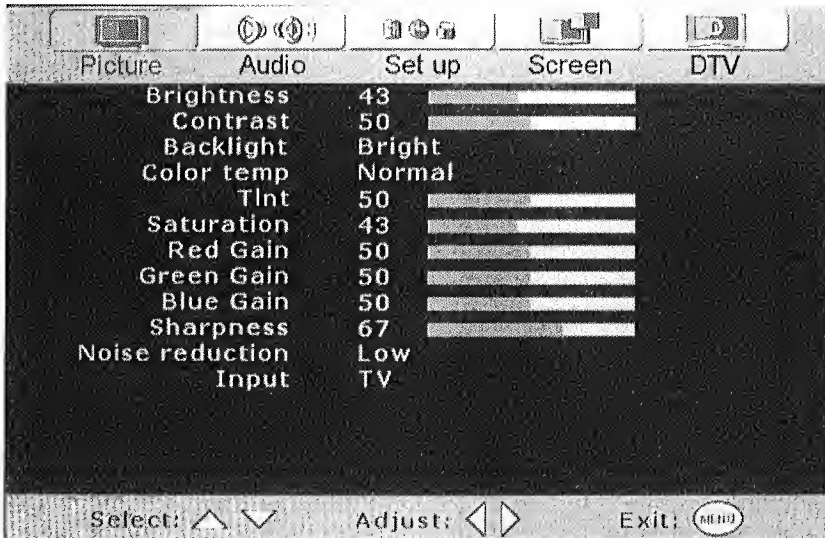 Picture Audio Set up Screen DTV
Brightness 43
Contrast 50
Backlight Bright
Color temp Normal
TInt 50
Saturation 43
Red Gain 50
Green Gain 50
Blue Gain 50
Sharpness 67
Noise reduction Low
Input TV
Select: Adjust: Exit: MENU